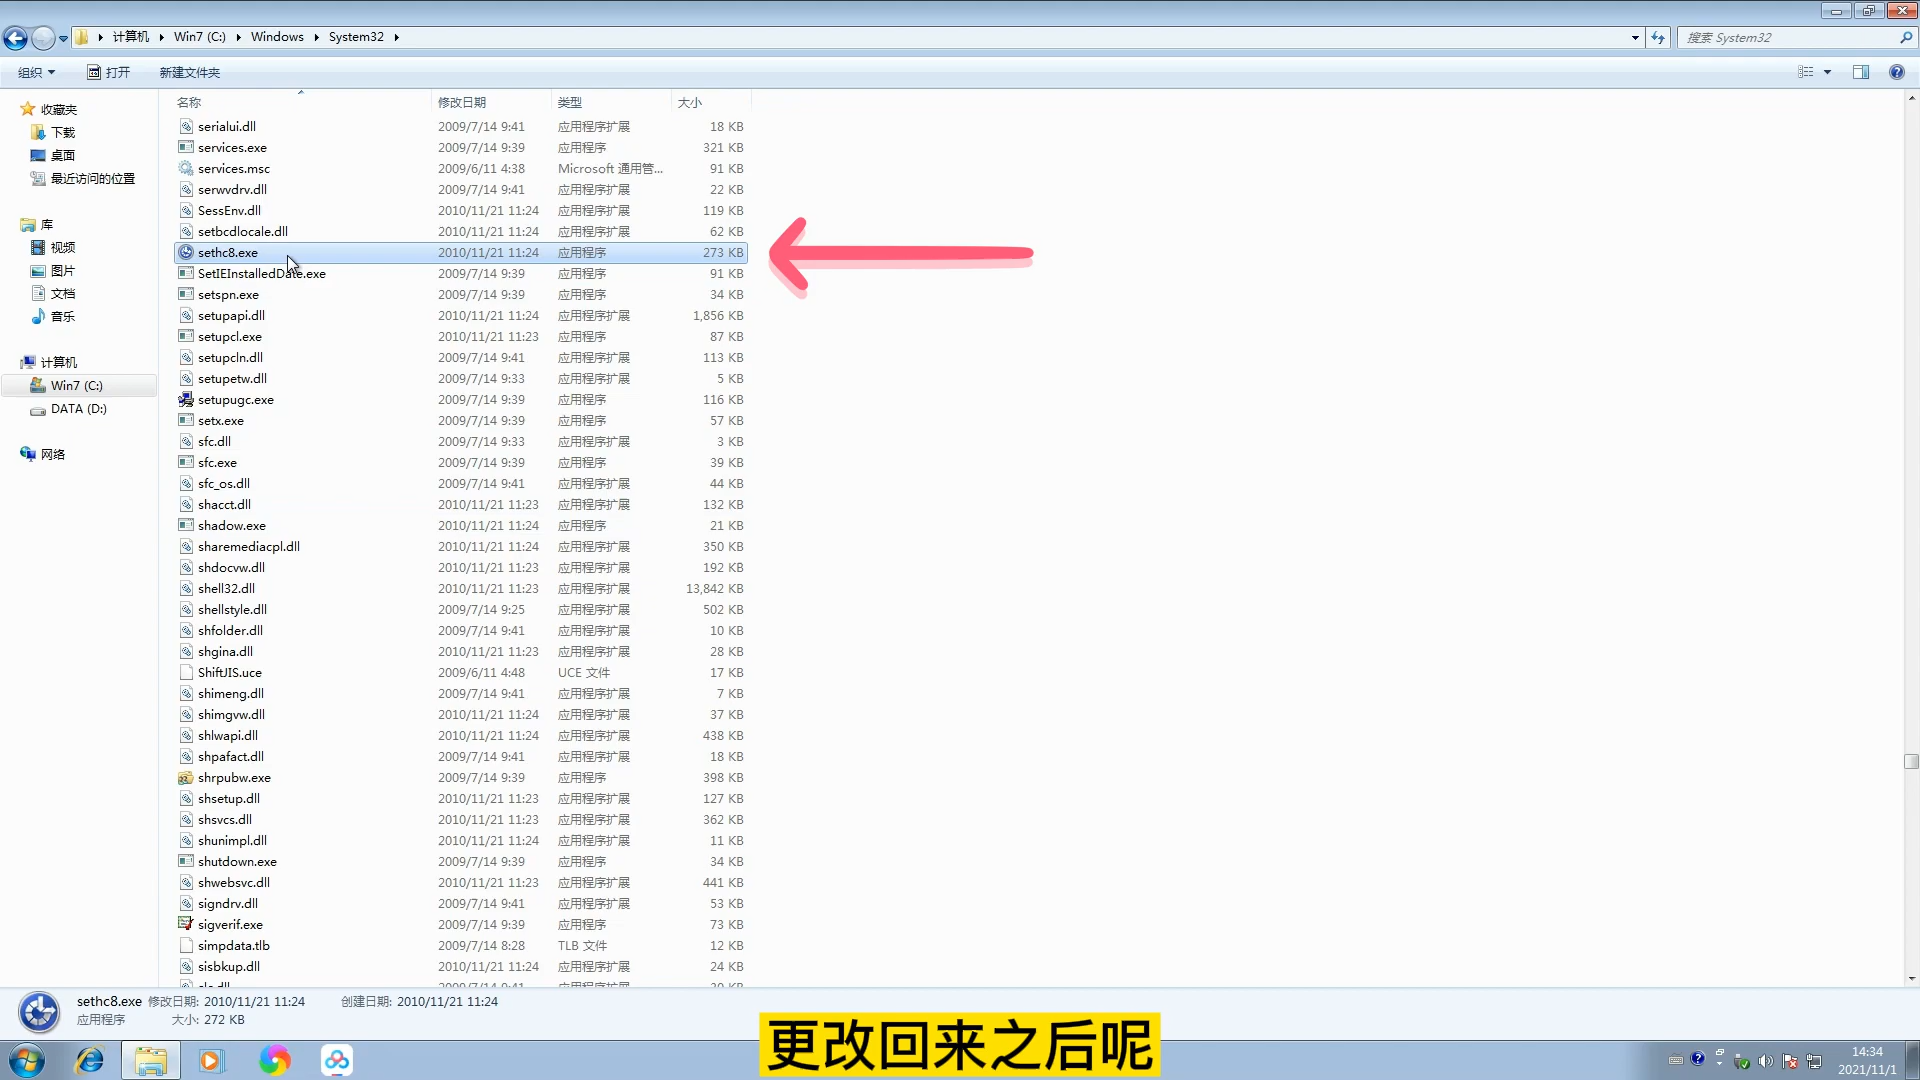 计算机 Win7 (C:) Windows System32
搜索 System32
组织 打开 新建文件夹
名称 修改日期 类型 大小
收藏夹
下载
桌面
最近访问的位置
库
视频
图片
文档
音乐
计算机
Win7 (C:)
DATA (D:)
网络
serialui.dll 2009/7/14 9:41 应用程序扩展 18 KB
services.exe 2009/7/14 9:39 应用程序 321 KB
services.msc 2009/6/11 4:38 Microsoft 通用管... 91 KB
serwvdrv.dll 2009/7/14 9:41 应用程序扩展 22 KB
SessEnv.dll 2010/11/21 11:24 应用程序扩展 119 KB
setbcdlocale.dll 2010/11/21 11:24 应用程序扩展 62 KB
sethc8.exe 2010/11/21 11:24 应用程序 273 KB
SetIEInstalledDate.exe 2009/7/14 9:39 应用程序 91 KB
setspn.exe 2009/7/14 9:39 应用程序 34 KB
setupapi.dll 2010/11/21 11:24 应用程序扩展 1,856 KB
setupcl.exe 2010/11/21 11:23 应用程序 87 KB
setupcln.dll 2009/7/14 9:41 应用程序扩展 113 KB
setupetw.dll 2009/7/14 9:33 应用程序扩展 5 KB
setupugc.exe 2009/7/14 9:39 应用程序 116 KB
setx.exe 2009/7/14 9:39 应用程序 57 KB
sfc.dll 2009/7/14 9:33 应用程序扩展 3 KB
sfc.exe 2009/7/14 9:39 应用程序 39 KB
sfc_os.dll 2009/7/14 9:41 应用程序扩展 44 KB
shacct.dll 2010/11/21 11:23 应用程序扩展 132 KB
shadow.exe 2010/11/21 11:24 应用程序 21 KB
sharemediacpl.dll 2010/11/21 11:24 应用程序扩展 350 KB
shdocvw.dll 2010/11/21 11:23 应用程序扩展 192 KB
shell32.dll 2010/11/21 11:23 应用程序扩展 13,842 KB
shellstyle.dll 2009/7/14 9:25 应用程序扩展 502 KB
shfolder.dll 2009/7/14 9:41 应用程序扩展 10 KB
shgina.dll 2010/11/21 11:23 应用程序扩展 28 KB
ShiftJIS.uce 2009/6/11 4:48 UCE 文件 17 KB
shimeng.dll 2009/7/14 9:41 应用程序扩展 7 KB
shimgvw.dll 2010/11/21 11:24 应用程序扩展 37 KB
shlwapi.dll 2010/11/21 11:24 应用程序扩展 438 KB
shpafact.dll 2009/7/14 9:41 应用程序扩展 18 KB
shrpubw.exe 2009/7/14 9:39 应用程序 398 KB
shsetup.dll 2010/11/21 11:23 应用程序扩展 127 KB
shsvcs.dll 2010/11/21 11:23 应用程序扩展 362 KB
shunimpl.dll 2010/11/21 11:24 应用程序扩展 11 KB
shutdown.exe 2009/7/14 9:39 应用程序 34 KB
shwebsvc.dll 2010/11/21 11:23 应用程序扩展 441 KB
signdrv.dll 2009/7/14 9:41 应用程序扩展 53 KB
sigverif.exe 2009/7/14 9:39 应用程序 73 KB
simpdata.tlb 2009/7/14 8:28 TLB 文件 12 KB
sisbkup.dll 2010/11/21 11:24 应用程序扩展 24 KB
sethc8.exe 修改日期: 2010/11/21 11:24 创建日期: 2010/11/21 11:24
应用程序 大小: 272 KB
更改回来之后呢
14:34
2021/11/1